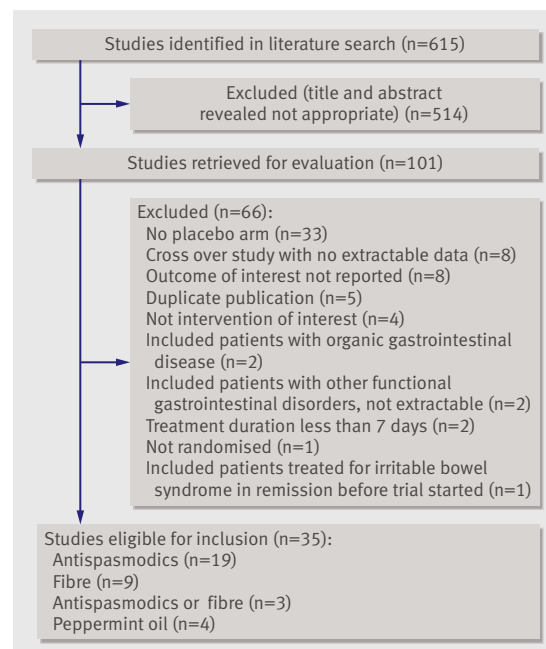 Studies identified in literature search (n=615)
Excluded (title and abstract
revealed not appropriate) (n=514)
Studies retrieved for evaluation (n=101)
Excluded (n=66):
No placebo arm (n=33)
Cross over study with no extractable data (n=8)
Outcome of interest not reported (n=8)
Duplicate publication (n=5)
Not intervention of interest (n=4)
Included patients with organic gastrointestinal
disease (n=2)
Included patients with other functional
gastrointestinal disorders, not extractable (n=2)
Treatment duration less than 7 days (n=2)
Not randomised (n=1)
Included patients treated for irritable bowel
syndrome in remission before trial started (n=1)
Studies eligible for inclusion (n=35):
Antispasmodics (n=19)
Fibre (n=9)
Antispasmodics or fibre (n=3)
Peppermint oil (n=4)